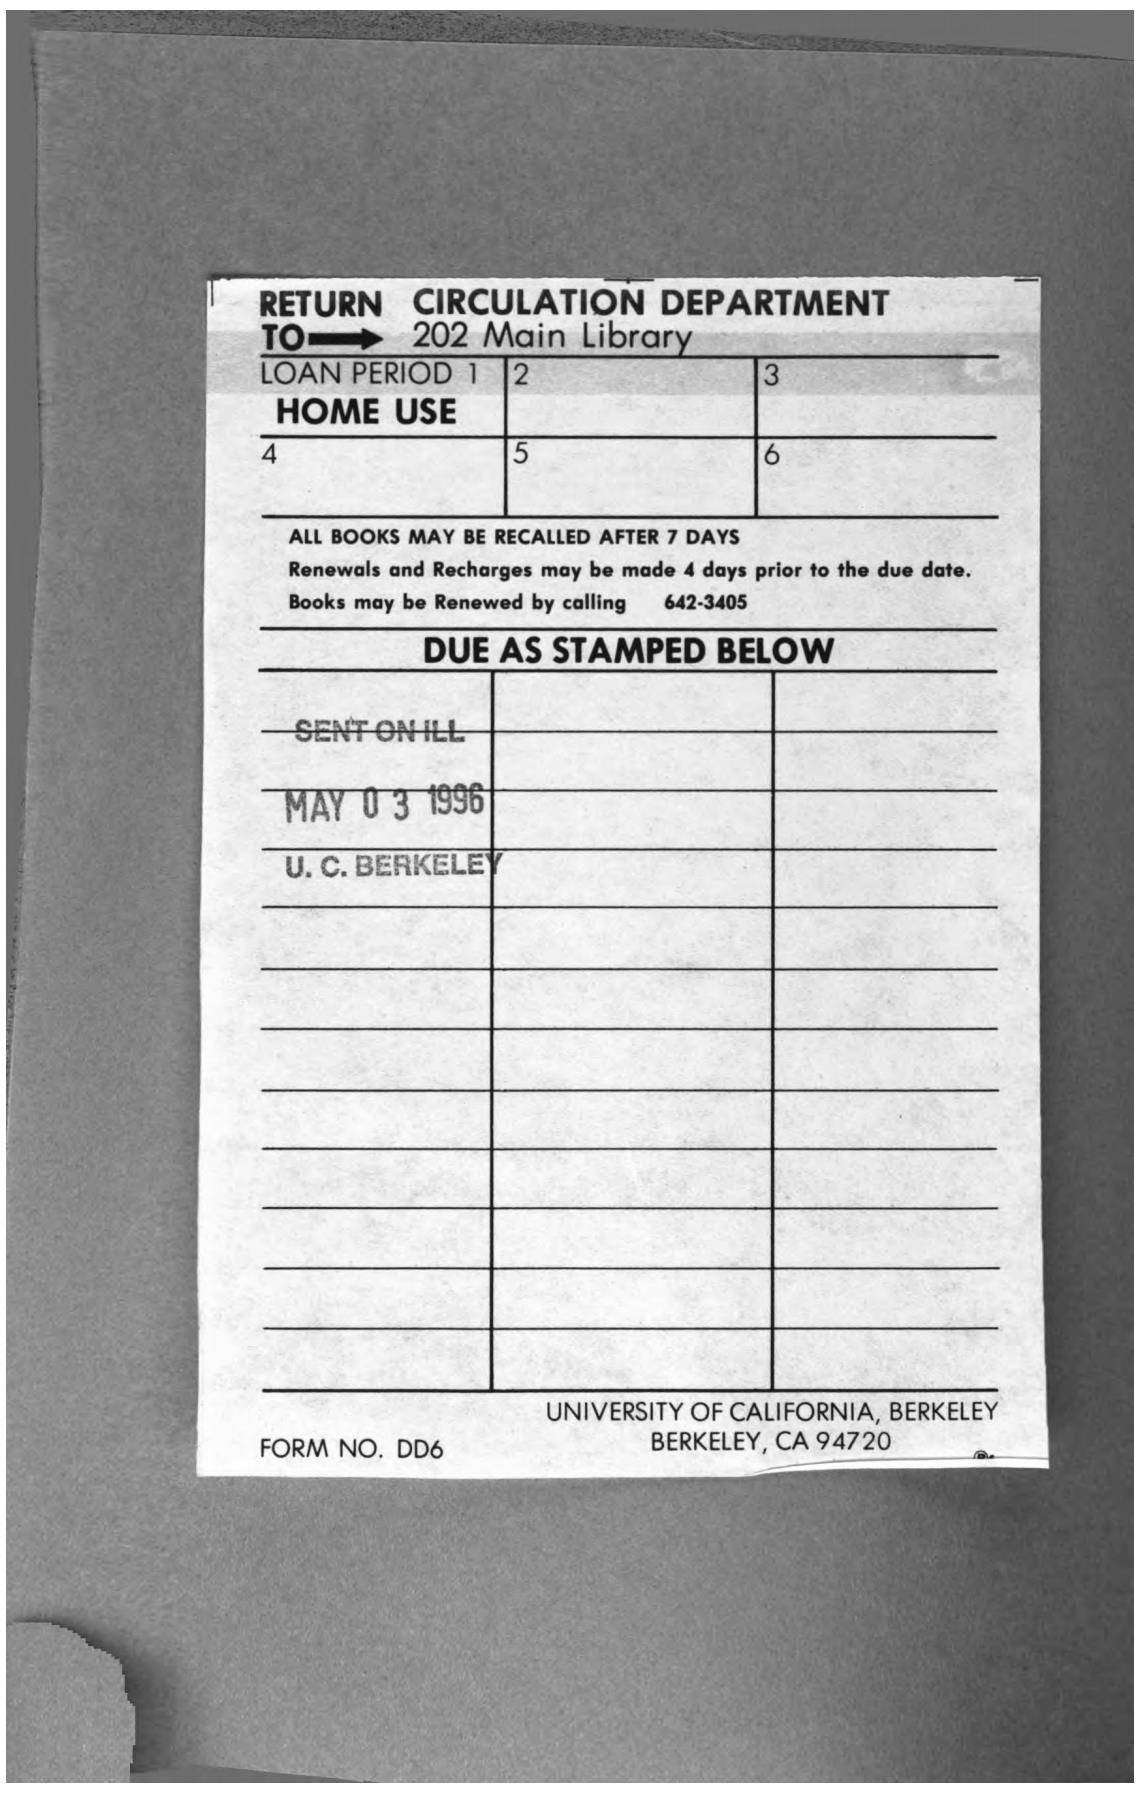 RETURN CIRCULATION DEPARTMENT
TO 202 Main Library
LOAN PERIOD 1 2 3
HOME USE
4 5 6
ALL BOOKS MAY BE RECALLED AFTER 7 DAYS
Renewals and Recharges may be made 4 days prior to the due date.
Books may be Renewed by calling 642-3405
DUE AS STAMPED BELOW
SENT ON ILL
MAY 03 1996
U. C. BERKELEY
UNIVERSITY OF CALIFORNIA, BERKELEY
FORM NO. DD6 BERKELEY, CA 94720